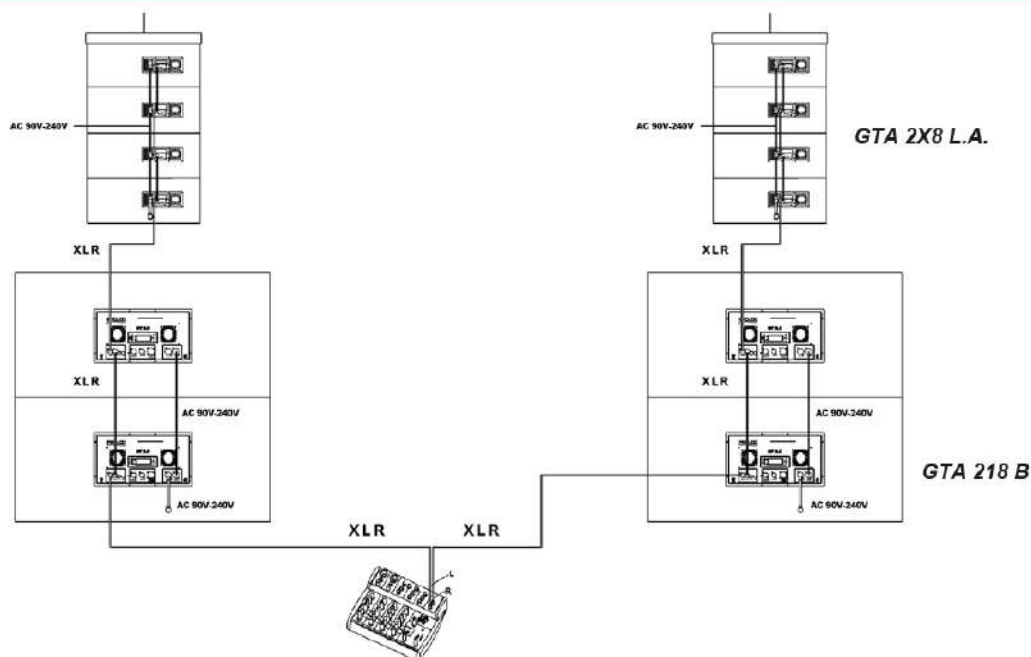 AC 90V-240V
AC 90V-240V
GTA 2X8 L.A.
XLR
XLR
XLR
XLR
AC 90V-240V
AC 90V-240V
GTA 218 B
AC 90V-240V
AC 90V-240V
XLR
XLR
L
R